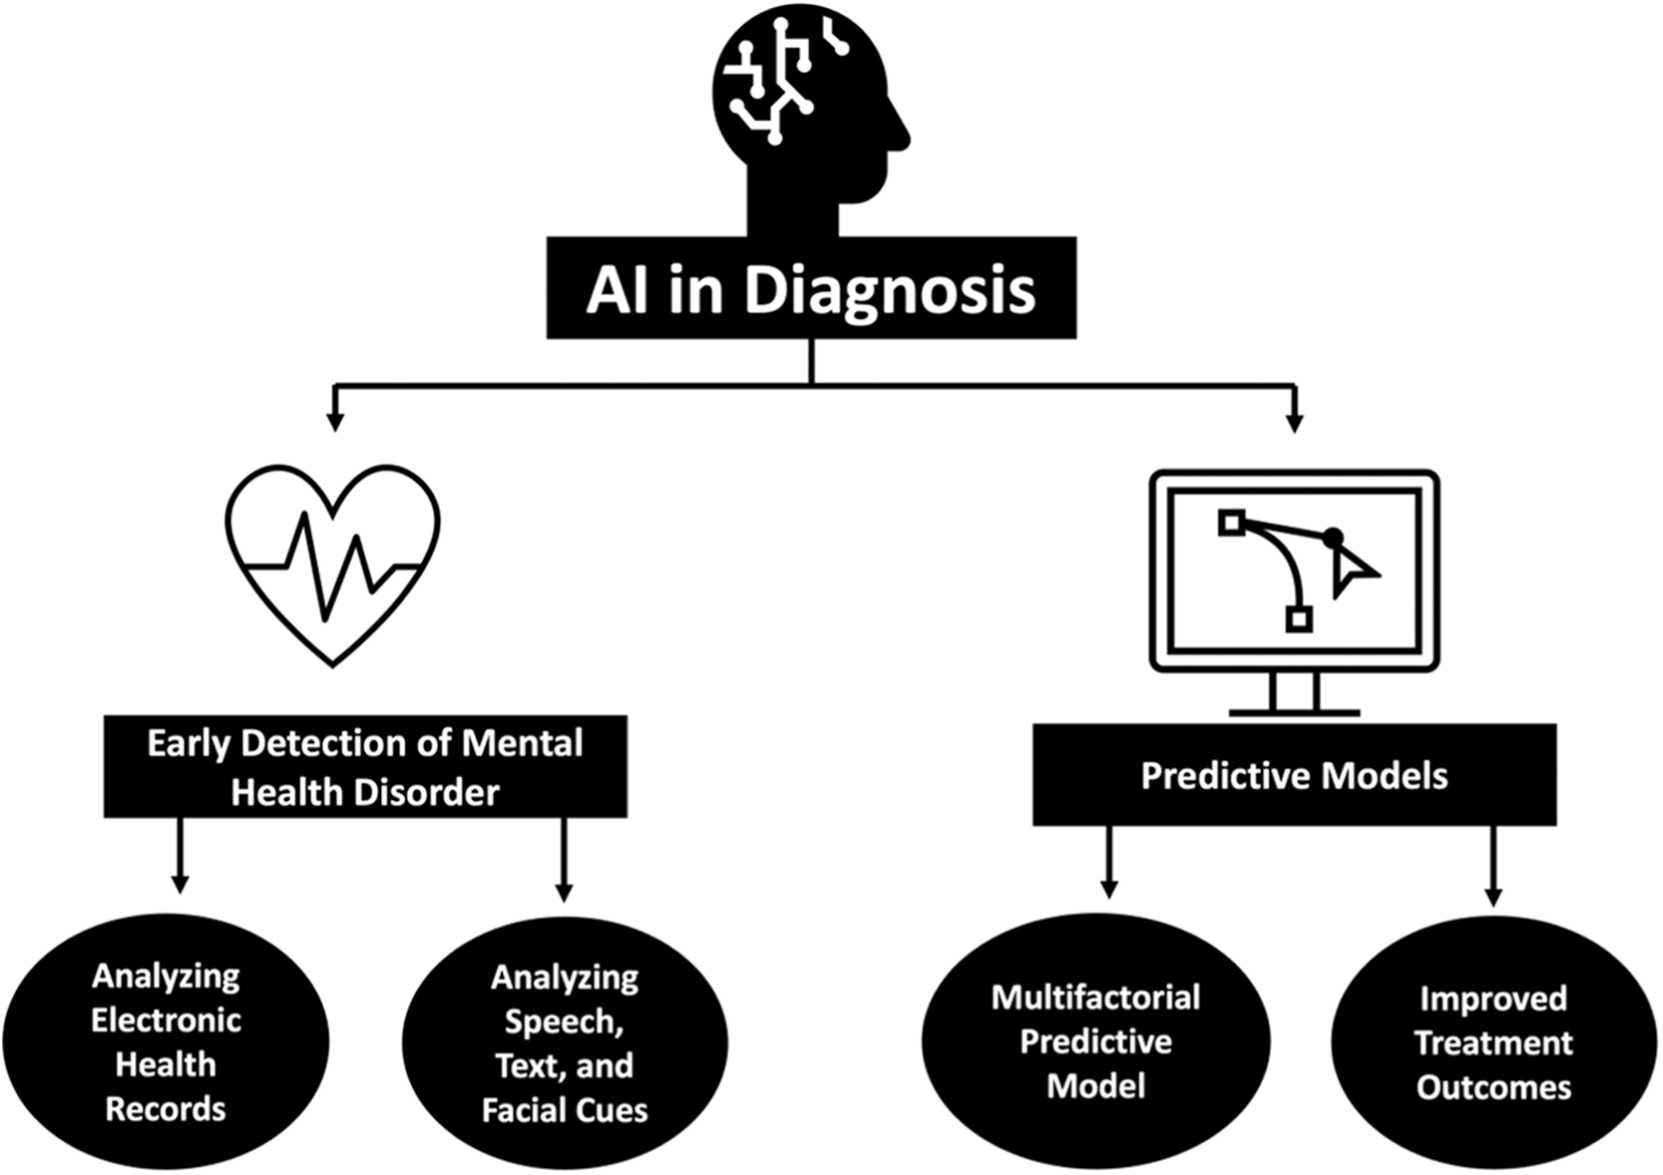 AI in Diagnosis
Early Detection of Mental
Health Disorder
Predictive Models
Analyzing
Electronic
Health
Records
Analyzing
Speech,
Text, and
Facial Cues
Multifactorial
Predictive
Model
Improved
Treatment
Outcomes